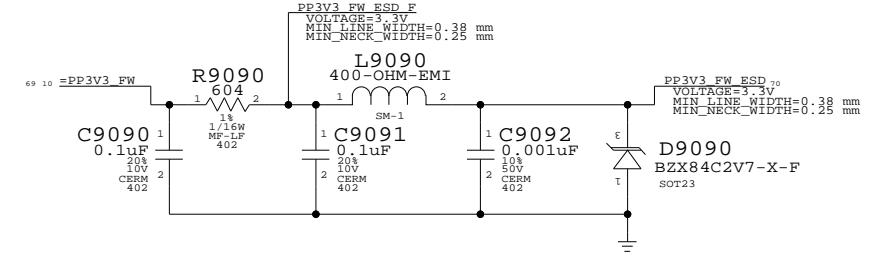 PP3V3_FW_ESD_F
VOLTAGE=3.3V
MIN_LINE_WIDTH=0.38 mm
MIN_NECK_WIDTH=0.25 mm
69 10 =PP3V3_FW
R9090
604
1 2
1%
1/16W
MF-LF
402
L9090
400-OHM-EMI
1 2
SM-1
PP3V3_FW_ESD 70
VOLTAGE=3.3V
MIN_LINE_WIDTH=0.38 mm
MIN_NECK_WIDTH=0.25 mm
C9090
0.1uF
20%
10V
CERM
402
1
2
C9091
0.1uF
20%
10V
CERM
402
1
2
C9092
0.001uF
10%
50V
CERM
402
1
2
D9090
BZX84C2V7-X-F
SOT23
3
1